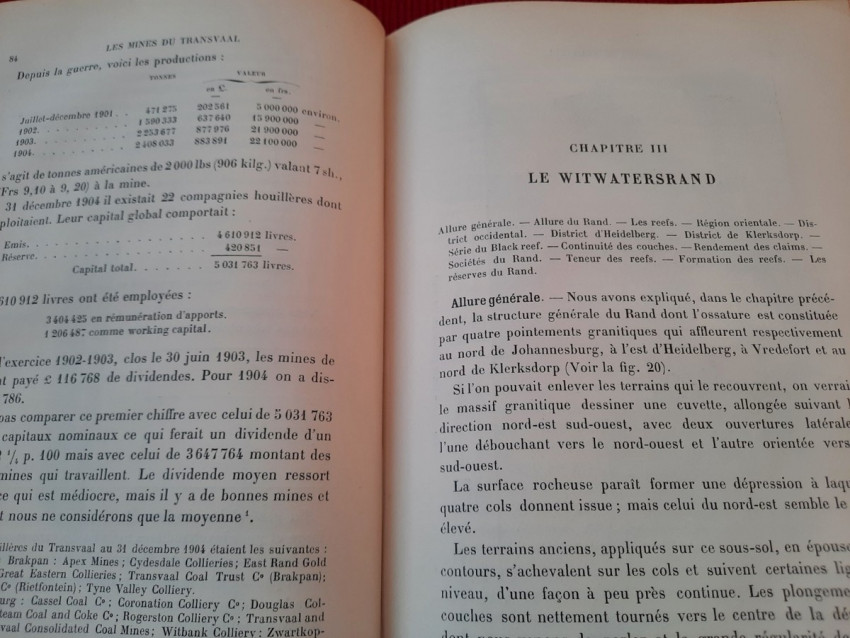 84
LES MINES DU TRANSVAAL
Depuis la guerre, voici les productions :
TONNES VALEUR
en £. en frs.
Juillet-décembre 1901 . . 471 275 202 561 5 000 000 environ.
1902. . . . . . . . . . 1 590 333 637 640 15 900 000 —
1903. . . . . . . . . . 2 253 677 877 976 21 900 000 —
1904. . . . . . . . . . 2 408 033 883 891 22 100 000 —
s'agit de tonnes américaines de 2 000 lbs (906 kilg.) valant 7 sh.,
Frs 9,10 à 9, 20) à la mine.
31 décembre 1904 il existait 22 compagnies houillères dont
ploitaient. Leur capital global comportait :
Emis. . . . . . . . . . 4 610 912 livres.
Réserve. . . . . . . . . . 420 851 —
Capital total. . . . . . . 5 031 763 livres.
610 912 livres ont été employées :
3 404 425 en rémunération d'apports.
1 206 487 comme working capital.
l'exercice 1902-1903, clos le 30 juin 1903, les mines de
nt payé £ 116 768 de dividendes. Pour 1904 on a dis-
786.
pas comparer ce premier chiffre avec celui de 5 031 763
capitaux nominaux ce qui ferait un dividende d'un
p. 100 mais avec celui de 3 647 764 montant des
mines qui travaillent. Le dividende moyen ressort
ce qui est médiocre, mais il y a de bonnes mines et
t nous ne considérons que la moyenne 1.
illères du Transvaal au 31 décembre 1904 étaient les suivantes :
Brakpan : Apex Mines ; Cydesdale Collieries ; East Rand Gold
Great Eastern Collieries ; Transvaal Coal Trust Co (Brakpan) ;
Co (Rietfontein) ; Tyne Valley Colliery.
urg : Cassel Coal Co ; Coronation Colliery Co ; Douglas Col-
team Coal and Coke Co ; Rogerston Colliery Co ; Transvaal and
vaal Consolidated Coal Mines ; Witbank Colliery ; Zwartkop-
CHAPITRE III
LE WITWATERSRAND
Allure générale. — Allure du Rand. — Les reefs. — Région orientale. — Dis-
trict occidental. — District d'Heidelberg. — District de Klerksdorp. —
Série du Black reef. — Continuité des couches. — Rendement des claims. —
Sociétés du Rand. — Teneur des reefs. — Formation des reefs. — Les
réserves du Rand.
Allure générale. — Nous avons expliqué, dans le chapitre précé-
dent, la structure générale du Rand dont l'ossature est constituée
par quatre pointements granitiques qui affleurent respectivement
au nord de Johannesburg, à l'est d'Heidelberg, à Vredefort et au
nord de Klerksdorp (Voir la fig. 20).
Si l'on pouvait enlever les terrains qui le recouvrent, on verrai
le massif granitique dessiner une cuvette, allongée suivant l
direction nord-est sud-ouest, avec deux ouvertures latérale
l'une débouchant vers le nord-ouest et l'autre orientée vers
sud-ouest.
La surface rocheuse paraît former une dépression à laqu
quatre cols donnent issue ; mais celui du nord-est semble le
élevé.
Les terrains anciens, appliqués sur ce sous-sol, en épous
contours, s'achevalent sur les cols et suivent certaines lig
niveau, d'une façon à peu près continue. Les plongeme
couches sont nettement tournés vers le centre de la dé